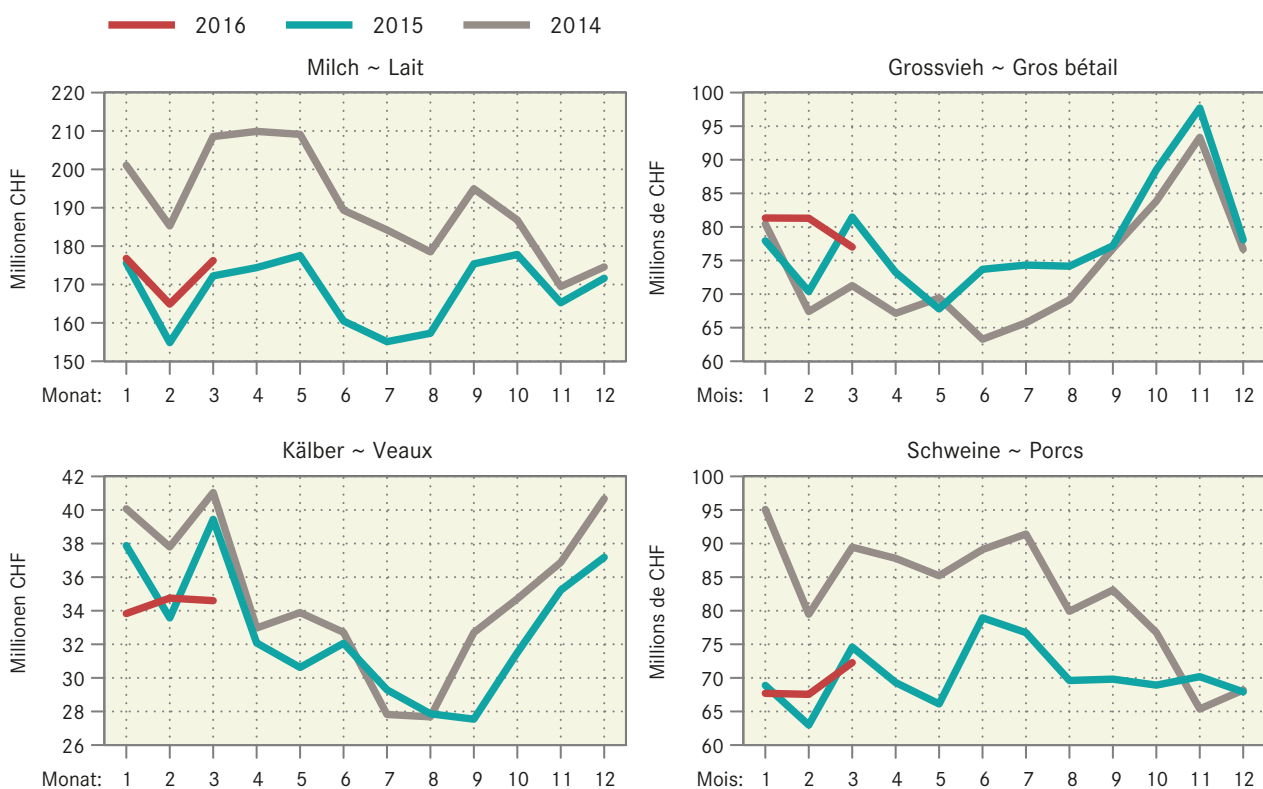 2016 2015 2014
Milch ~ Lait
Millionen CHF
220
210
200
190
180
170
160
150
Monat: 1 2 3 4 5 6 7 8 9 10 11 12
Grossvieh ~ Gros bétail
Millions de CHF
100
95
90
85
80
75
70
65
60
Mois: 1 2 3 4 5 6 7 8 9 10 11 12
Kälber ~ Veaux
Millionen CHF
42
40
38
36
34
32
30
28
26
Monat: 1 2 3 4 5 6 7 8 9 10 11 12
Schweine ~ Porcs
Millions de CHF
100
95
90
85
80
75
70
65
60
Mois: 1 2 3 4 5 6 7 8 9 10 11 12